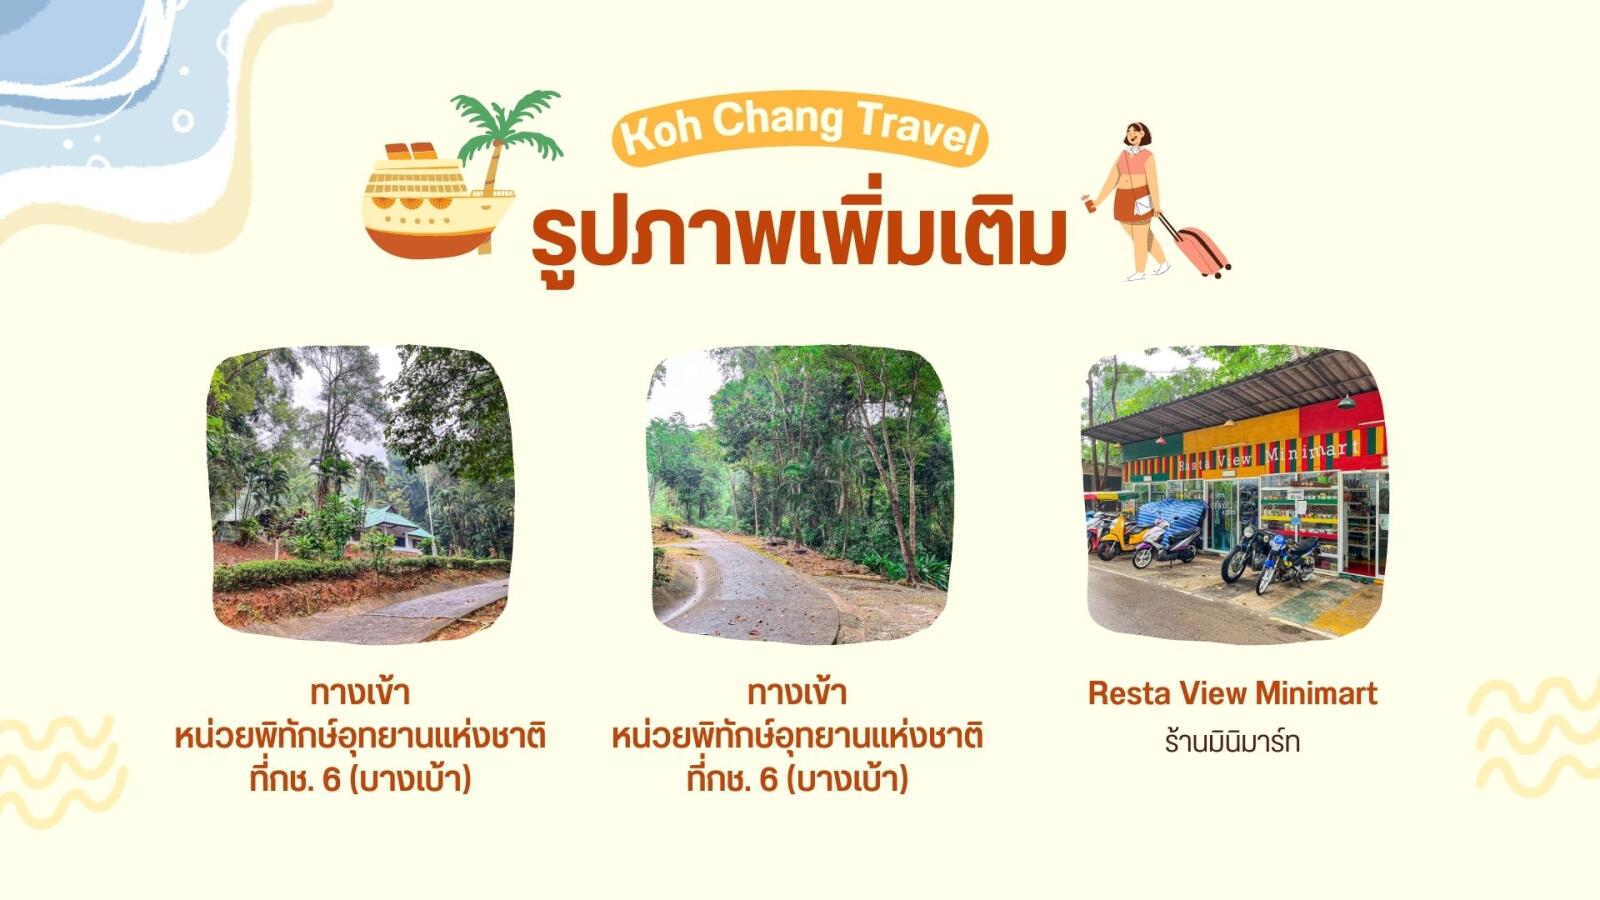 Koh Chang Travel
รูปภาพเพิ่มเติม
Rasta View Minimart
ทางเข้า
หน่วยพิทักษ์อุทยานแห่งชาติ
ที่กช. 6 (บางเบ้า)
ทางเข้า
หน่วยพิทักษ์อุทยานแห่งชาติ
ที่กช. 6 (บางเบ้า)
Resta View Minimart
ร้านมินิมาร์ท